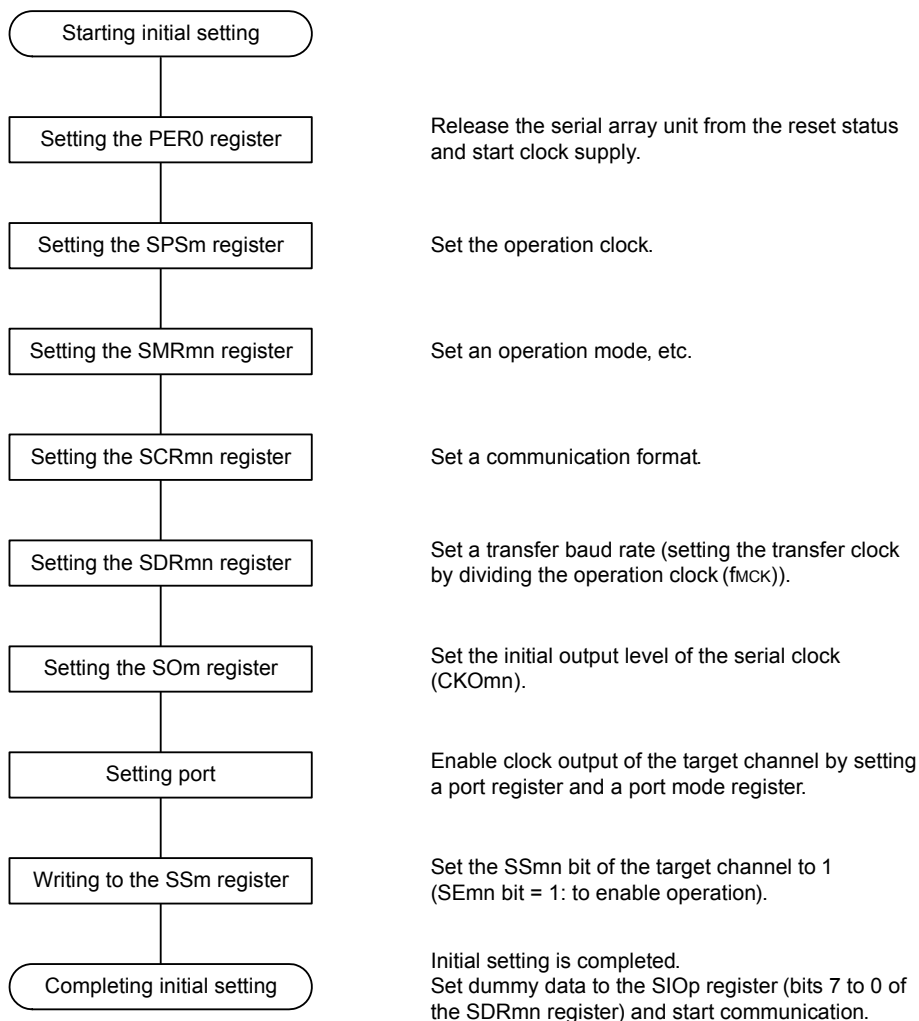 Starting initial setting
Setting the PER0 register
Release the serial array unit from the reset status
and start clock supply.
Setting the SPSm register
Set the operation clock.
Setting the SMRmn register
Set an operation mode, etc.
Setting the SCRmn register
Set a communication format.
Setting the SDRmn register
Set a transfer baud rate (setting the transfer clock
by dividing the operation clock (fMCK)).
Setting the SOm register
Set the initial output level of the serial clock
(CKOmn).
Setting port
Enable clock output of the target channel by setting
a port register and a port mode register.
Writing to the SSm register
Set the SSmn bit of the target channel to 1
(SEmn bit = 1: to enable operation).
Completing initial setting
Initial setting is completed.
Set dummy data to the SIOp register (bits 7 to 0 of
the SDRmn register) and start communication.